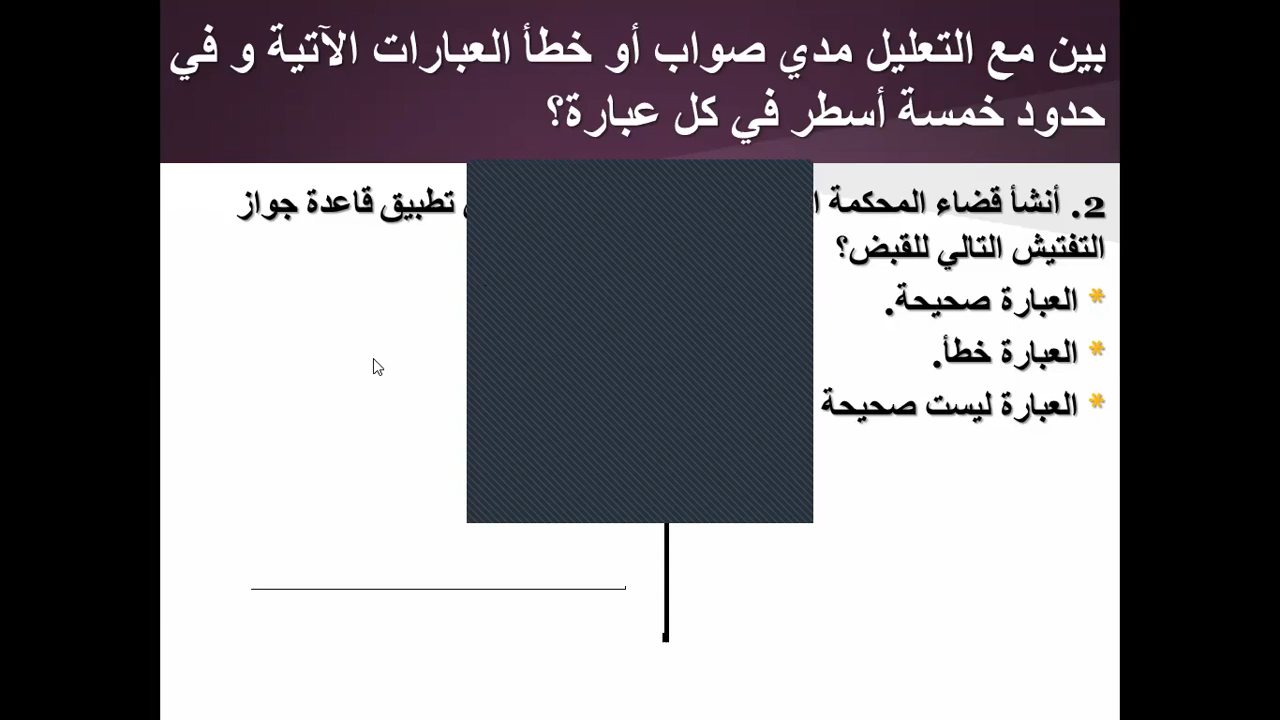 بين مع التعليل مدي صواب أو خطأ العبارات الآتية و في
حدود خمسة أسطر في كل عبارة؟
2. أنشأ قضاء المحكمة تطبيق قاعدة جواز
التفتيش التالي للقبض؟
* العبارة صحيحة.
* العبارة خطأ.
* العبارة ليست صحيحة